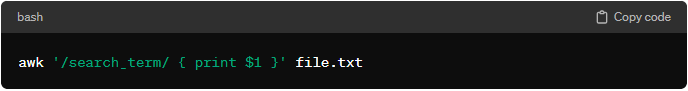 bash
Copy code
awk '/search_term/ { print $1 }' file.txt